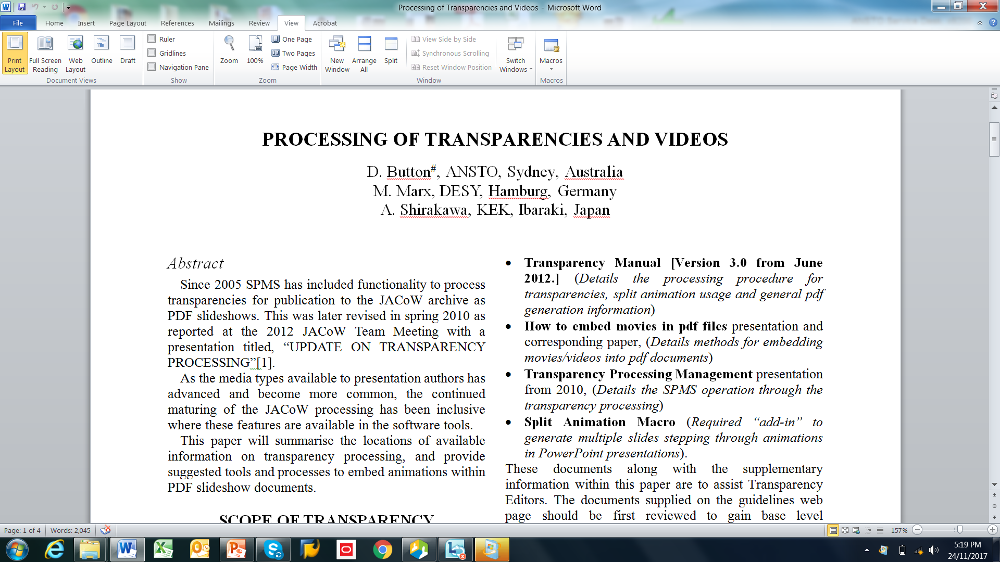 Processing of Transparencies and Videos - Microsoft Word
File Home Insert Page Layout References Mailings Review View Acrobat
Print Layout
Full Screen Reading
Web Layout
Outline
Draft
Document Views
Ruler
Gridlines
Navigation Pane
Show
Zoom
100%
One Page
Two Pages
Page Width
Zoom
New Window
Arrange All
Split
View Side by Side
Synchronous Scrolling
Reset Window Position
Switch Windows
Window
Macros
Macros
PROCESSING OF TRANSPARENCIES AND VIDEOS
D. Button#, ANSTO, Sydney, Australia
M. Marx, DESY, Hamburg, Germany
A. Shirakawa, KEK, Ibaraki, Japan
Abstract
Since 2005 SPMS has included functionality to process
transparencies for publication to the JACoW archive as
PDF slideshows. This was later revised in spring 2010 as
reported at the 2012 JACoW Team Meeting with a
presentation titled, “UPDATE ON TRANSPARENCY
PROCESSING”[1].
As the media types available to presentation authors has
advanced and become more common, the continued
maturing of the JACoW processing has been inclusive
where these features are available in the software tools.
This paper will summarise the locations of available
information on transparency processing, and provide
suggested tools and processes to embed animations within
PDF slideshow documents.
SCOPE OF TRANSPARENCY
• Transparency Manual [Version 3.0 from June
2012.] (Details the processing procedure for
transparencies, split animation usage and general pdf
generation information)
• How to embed movies in pdf files presentation and
corresponding paper, (Details methods for embedding
movies/videos into pdf documents)
• Transparency Processing Management presentation
from 2010, (Details the SPMS operation through the
transparency processing)
• Split Animation Macro (Required “add-in” to
generate multiple slides stepping through animations
in PowerPoint presentations).
These documents along with the supplementary
information within this paper are to assist Transparency
Editors. The documents supplied on the guidelines web
page should be first reviewed to gain base level
Page: 1 of 4 Words: 2,045 157%
5:19 PM
24/11/2017